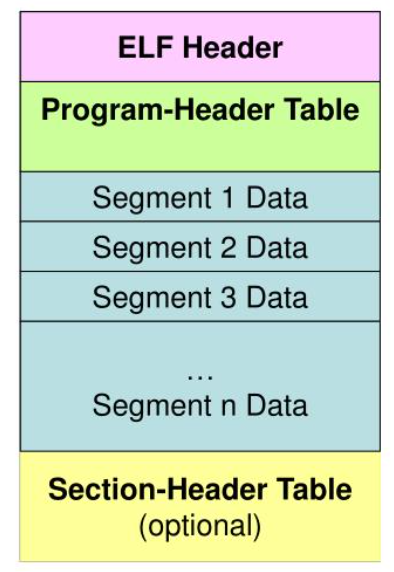 ELF Header
Program-Header Table
Segment 1 Data
Segment 2 Data
Segment 3 Data
…
Segment n Data
Section-Header Table
(optional)